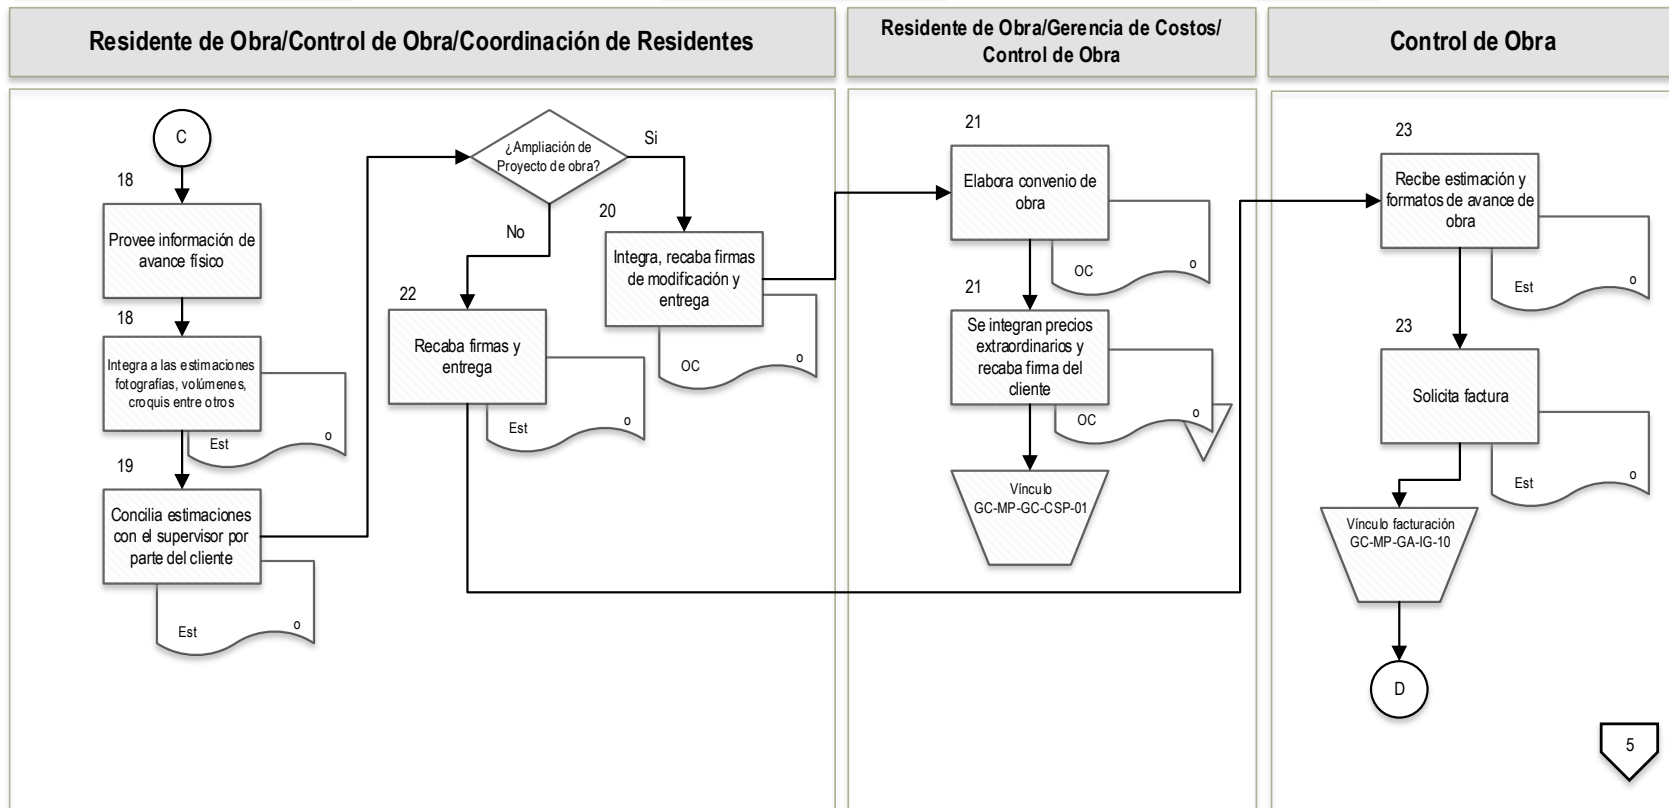 Residente de Obra/Control de Obra/Coordinación de Residentes
Residente de Obra/Gerencia de Costos/
Control de Obra
Control de Obra
C
18
Provee información de
avance físico
18
Integra a las estimaciones
fotografías, volúmenes,
croquis entre otros
Est
o
19
Concilia estimaciones
con el supervisor por
parte del cliente
Est
o
¿Ampliación de
Proyecto de obra?
Si
No
20
Integra, recaba firmas
de modificación y
entrega
OC
o
22
Recaba firmas y
entrega
Est
o
21
Elabora convenio de
obra
OC
o
21
Se integran precios
extraordinarios y
recaba firma del
cliente
OC
o
Vínculo
GC-MP-GC-CSP-01
23
Recibe estimación y
formatos de avance de
obra
Est
o
23
Solicita factura
Est
o
Vínculo facturación
GC-MP-GA-IG-10
D
5